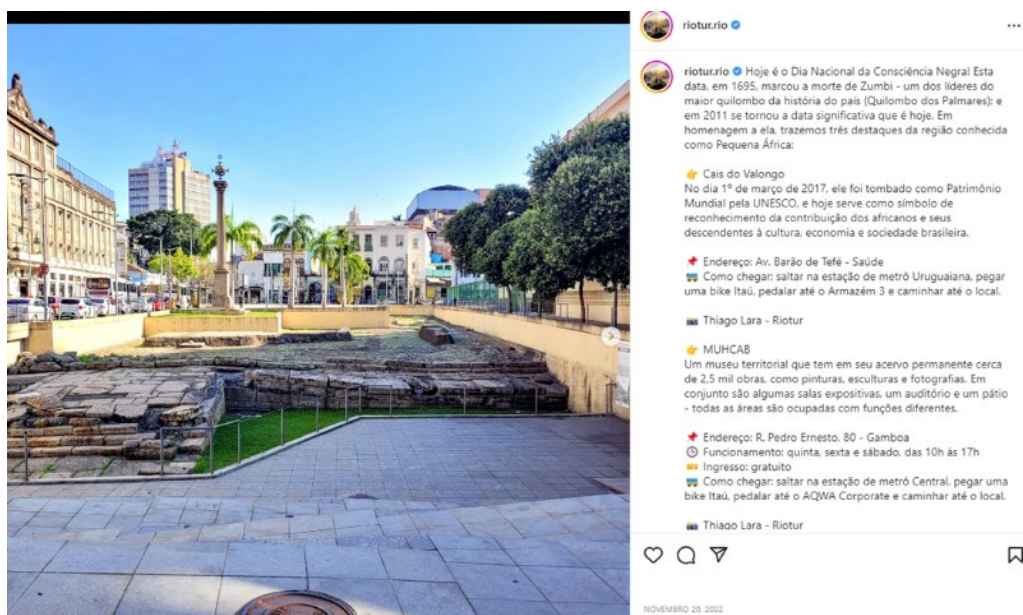 riotur.rio
riotur.rio Hoje é o Dia Nacional da Consciência Negra! Esta
data, em 1695, marcou a morte de Zumbi - um dos líderes do
maior quilombo da história do país (Quilombo dos Palmares); e
em 2011 se tornou a data significativa que é hoje. Em
homenagem a ela, trazemos três destaques da região conhecida
como Pequena África:
👉 Cais do Valongo
No dia 1º de março de 2017, ele foi tombado como Patrimônio
Mundial pela UNESCO, e hoje serve como símbolo de
reconhecimento da contribuição dos africanos e seus
descendentes à cultura, economia e sociedade brasileira.
📌 Endereço: Av. Barão de Tefé - Saúde
🚎 Como chegar: saltar na estação de metrô Uruguaiana, pegar
uma bike Itaú, pedalar até o Armazém 3 e caminhar até o local.
📸 Thiago Lara - Riotur
👉 MUHCAB
Um museu territorial que tem em seu acervo permanente cerca
de 2,5 mil obras, como pinturas, esculturas e fotografias. Em
conjunto são algumas salas expositivas, um auditório e um pátio
- todas as áreas são ocupadas com funções diferentes.
📌 Endereço: R. Pedro Ernesto, 80 - Gamboa
🕒 Funcionamento: quinta, sexta e sábado, das 10h às 17h
🎫 Ingresso: gratuito
🚎 Como chegar: saltar na estação de metrô Central, pegar uma
bike Itaú, pedalar até o AQWA Corporate e caminhar até o local.
📸 Thiago Lara - Riotur
NOVEMBRO 20, 2022